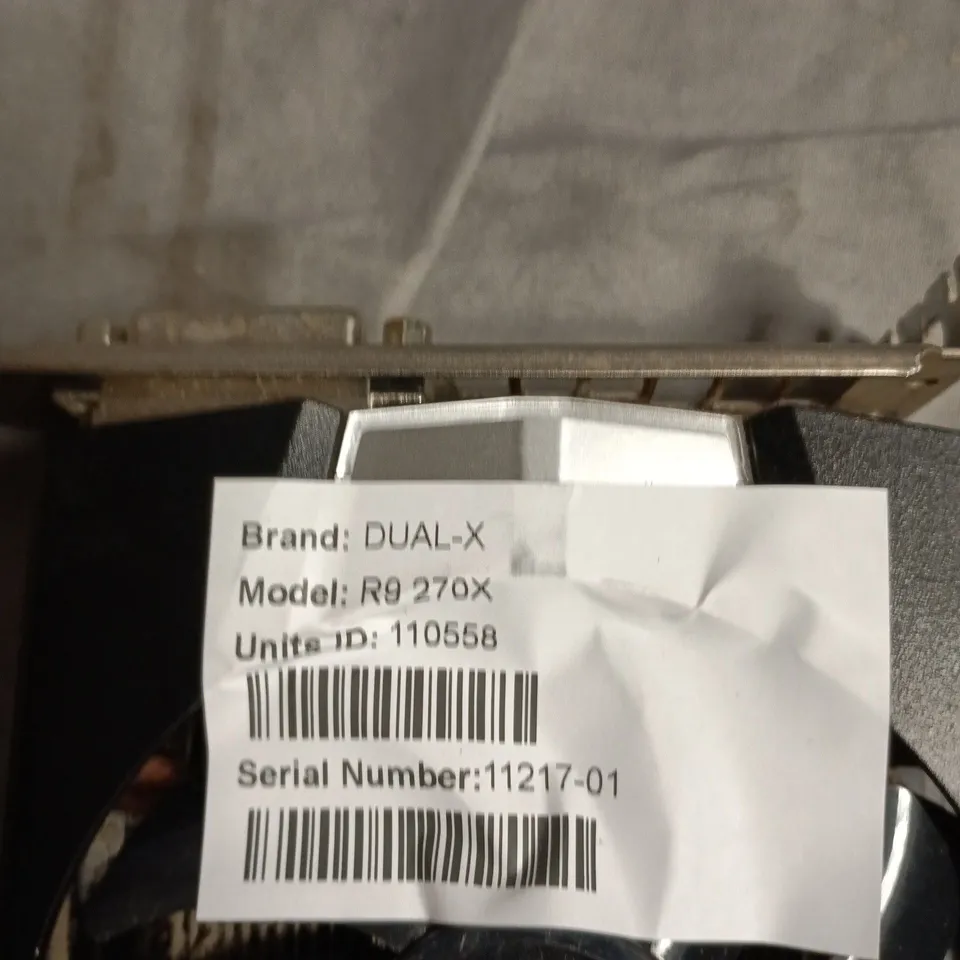 Brand: DUAL-X
Model: R9 270X
Units ID: 110558
Serial Number:11217-01